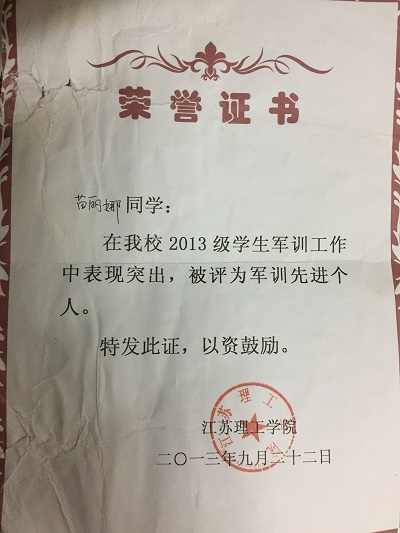 荣誉证书
苗丽娜同学：
在我校 2013 级学生军训工作
中表现突出，被评为军训先进个
人。
特发此证，以资鼓励。
江苏理工学院
江苏理工学院
二〇一三年九月二十二日